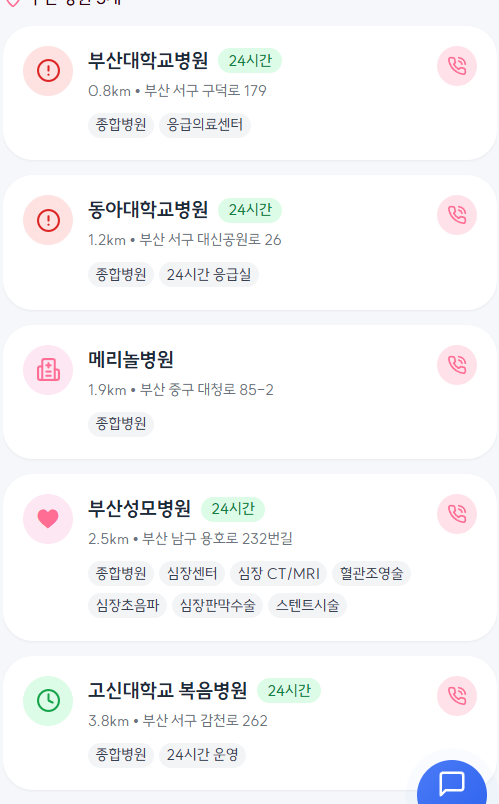 부산대학교병원 24시간
0.8km • 부산 서구 구덕로 179
종합병원 응급의료센터
동아대학교병원 24시간
1.2km • 부산 서구 대신공원로 26
종합병원 24시간 응급실
메리놀병원
1.9km • 부산 중구 대청로 85-2
종합병원
부산성모병원 24시간
2.5km • 부산 남구 용호로 232번길
종합병원 심장센터 심장 CT/MRI 혈관조영술
심장초음파 심장판막수술 스텐트시술
고신대학교 복음병원 24시간
3.8km • 부산 서구 감천로 262
종합병원 24시간 운영